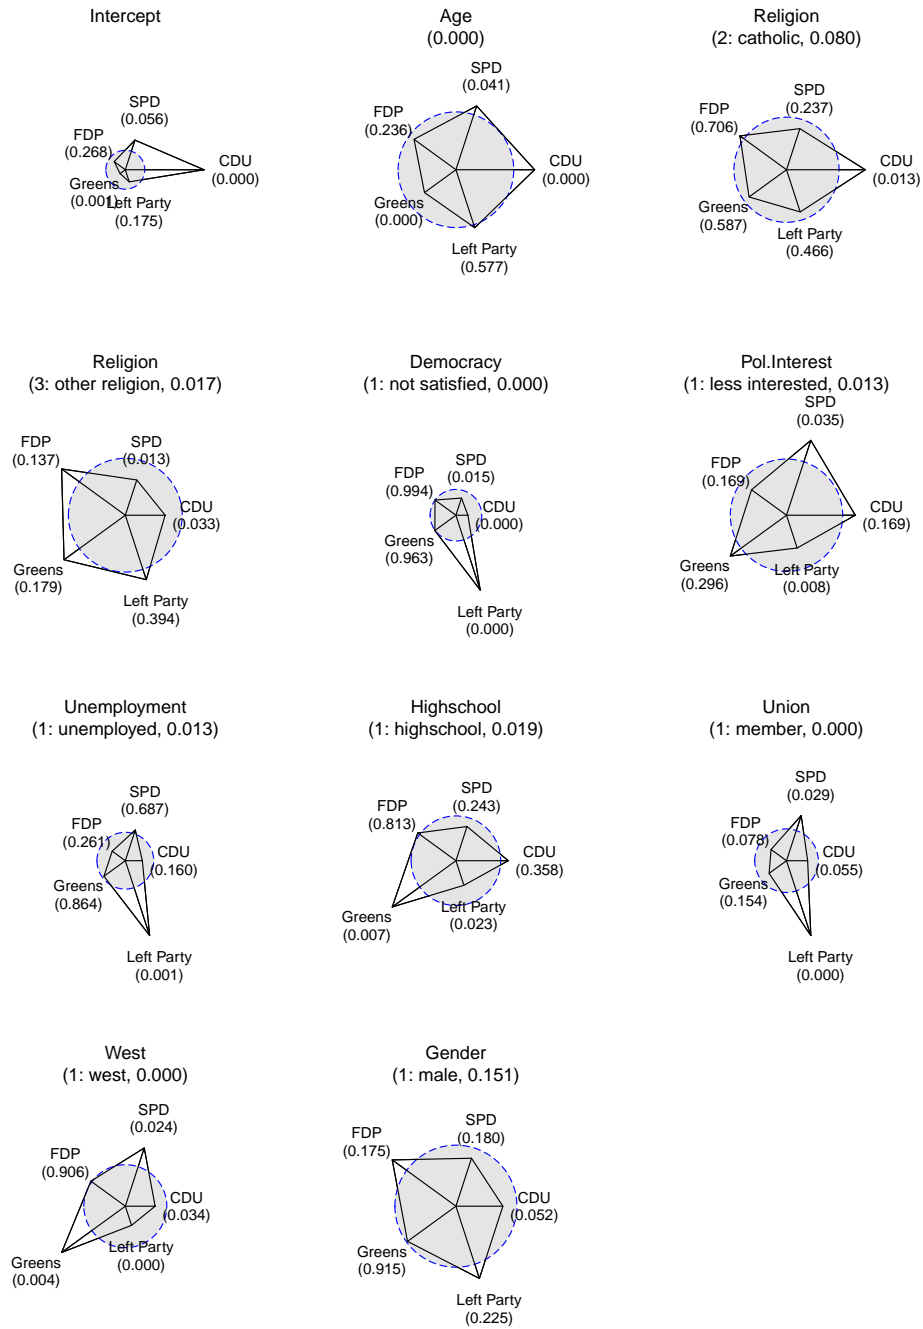 Intercept
SPD
(0.056)
FDP
(0.268)
CDU
(0.000)
Greens
(0.001)
Left Party
(0.175)
Age
(0.000)
SPD
(0.041)
FDP
(0.236)
CDU
(0.000)
Greens
(0.000)
Left Party
(0.577)
Religion
(2: catholic, 0.080)
SPD
(0.237)
FDP
(0.706)
CDU
(0.013)
Greens
(0.587)
Left Party
(0.466)
Religion
(3: other religion, 0.017)
FDP
(0.137)
SPD
(0.013)
CDU
(0.033)
Greens
(0.179)
Left Party
(0.394)
Democracy
(1: not satisfied, 0.000)
SPD
(0.015)
FDP
(0.994)
CDU
(0.000)
Greens
(0.963)
Left Party
(0.000)
Pol.Interest
(1: less interested, 0.013)
SPD
(0.035)
FDP
(0.169)
CDU
(0.169)
Greens
(0.296)
Left Party
(0.008)
Unemployment
(1: unemployed, 0.013)
SPD
(0.687)
FDP
(0.261)
CDU
(0.160)
Greens
(0.864)
Left Party
(0.001)
Highschool
(1: highschool, 0.019)
SPD
(0.243)
FDP
(0.813)
CDU
(0.358)
Greens
(0.007)
Left Party
(0.023)
Union
(1: member, 0.000)
SPD
(0.029)
FDP
(0.078)
CDU
(0.055)
Greens
(0.154)
Left Party
(0.000)
West
(1: west, 0.000)
SPD
(0.024)
FDP
(0.906)
CDU
(0.034)
Greens
(0.004)
Left Party
(0.000)
Gender
(1: male, 0.151)
SPD
(0.180)
FDP
(0.175)
CDU
(0.052)
Greens
(0.915)
Left Party
(0.225)